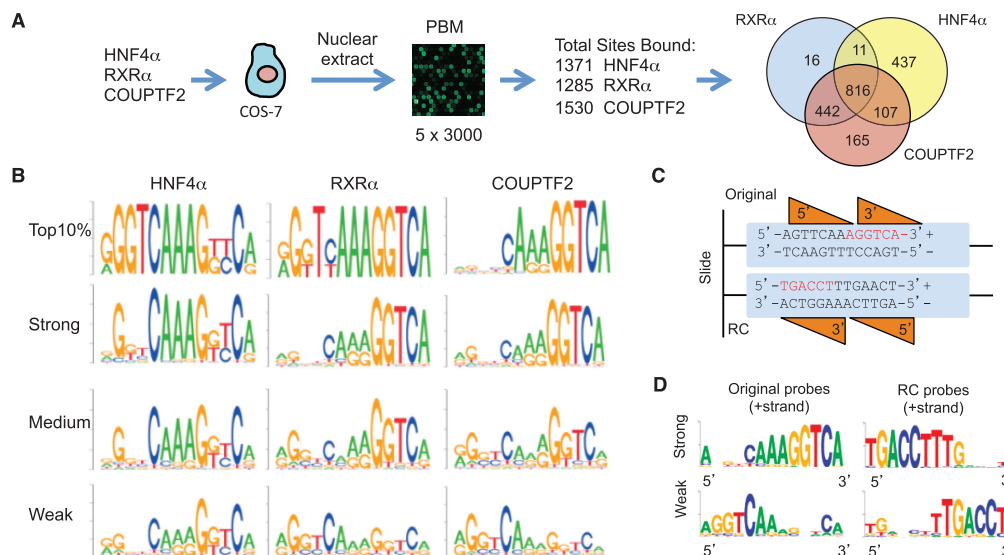 A
HNF4α
RXRα
COUPTF2
COS-7
Nuclear
extract
PBM
5 x 3000
Total Sites Bound:
1371 HNF4α
1285 RXRα
1530 COUPTF2
RXRα
HNF4α
16
11
437
816
442
107
165
COUPTF2
B
HNF4α
RXRα
COUPTF2
Top10%
Strong
Medium
Weak
C
Original
5' 3'
5'-AGTTCAAAGGTCA-3'+
3'-TCAAGTTTCCAGT-5'-
Slide
5'-TGACCTTTGAACT-3'+
3'-ACTGGAAACTTGA-5'-
RC
3' 5'
D
Original probes
(+strand)
RC probes
(+strand)
Strong
5' 3'
5' 3
Weak
5' 3'
5' 3